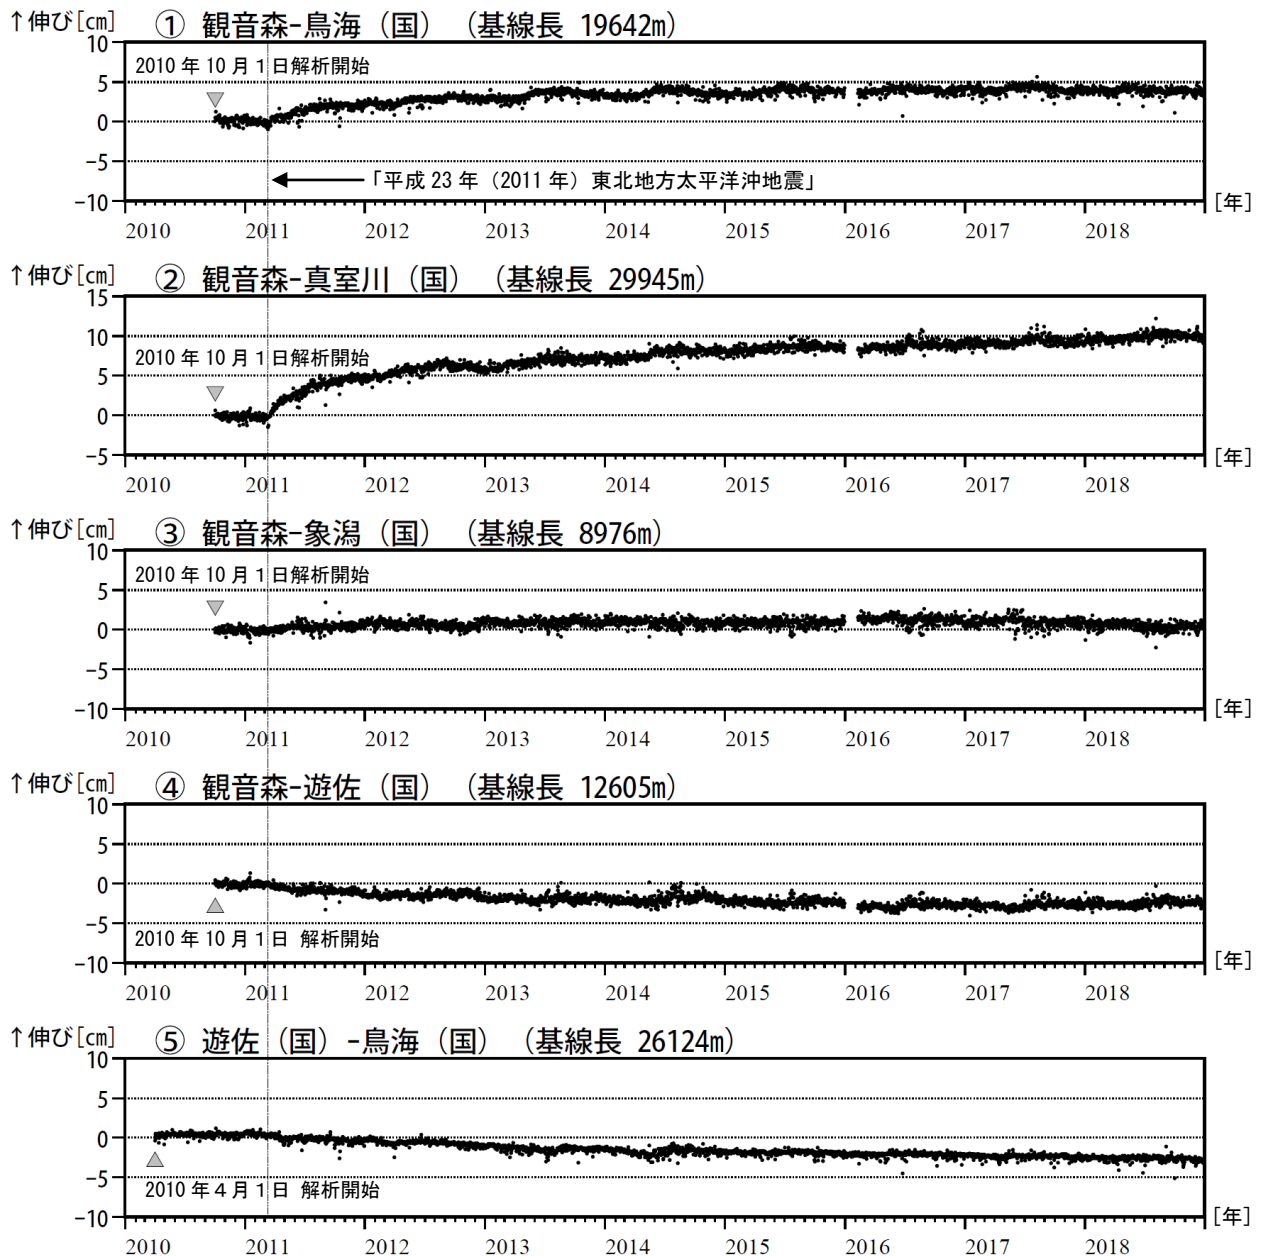 ↑伸び[㎝] ① 観音森-鳥海（国）（基線長 19642m）
10
2010 年 10 月 1 日解析開始
5
0
-5
「平成 23 年（2011 年）東北地方太平洋沖地震」
-10
[年]
2010 2011 2012 2013 2014 2015 2016 2017 2018
↑伸び[㎝] ② 観音森-真室川（国）（基線長 29945m）
15
10
2010 年 10 月 1 日解析開始
5
0
-5
[年]
2010 2011 2012 2013 2014 2015 2016 2017 2018
↑伸び[㎝] ③ 観音森-象潟（国）（基線長 8976m）
10
2010 年 10 月 1 日解析開始
5
0
-5
-10
[年]
2010 2011 2012 2013 2014 2015 2016 2017 2018
↑伸び[㎝] ④ 観音森-遊佐（国）（基線長 12605m）
10
5
0
-5
2010 年 10 月 1 日 解析開始
-10
[年]
2010 2011 2012 2013 2014 2015 2016 2017 2018
↑伸び[㎝] ⑤ 遊佐（国）-鳥海（国）（基線長 26124m）
10
5
0
-5
2010 年 4 月 1 日 解析開始
-10
[年]
2010 2011 2012 2013 2014 2015 2016 2017 2018